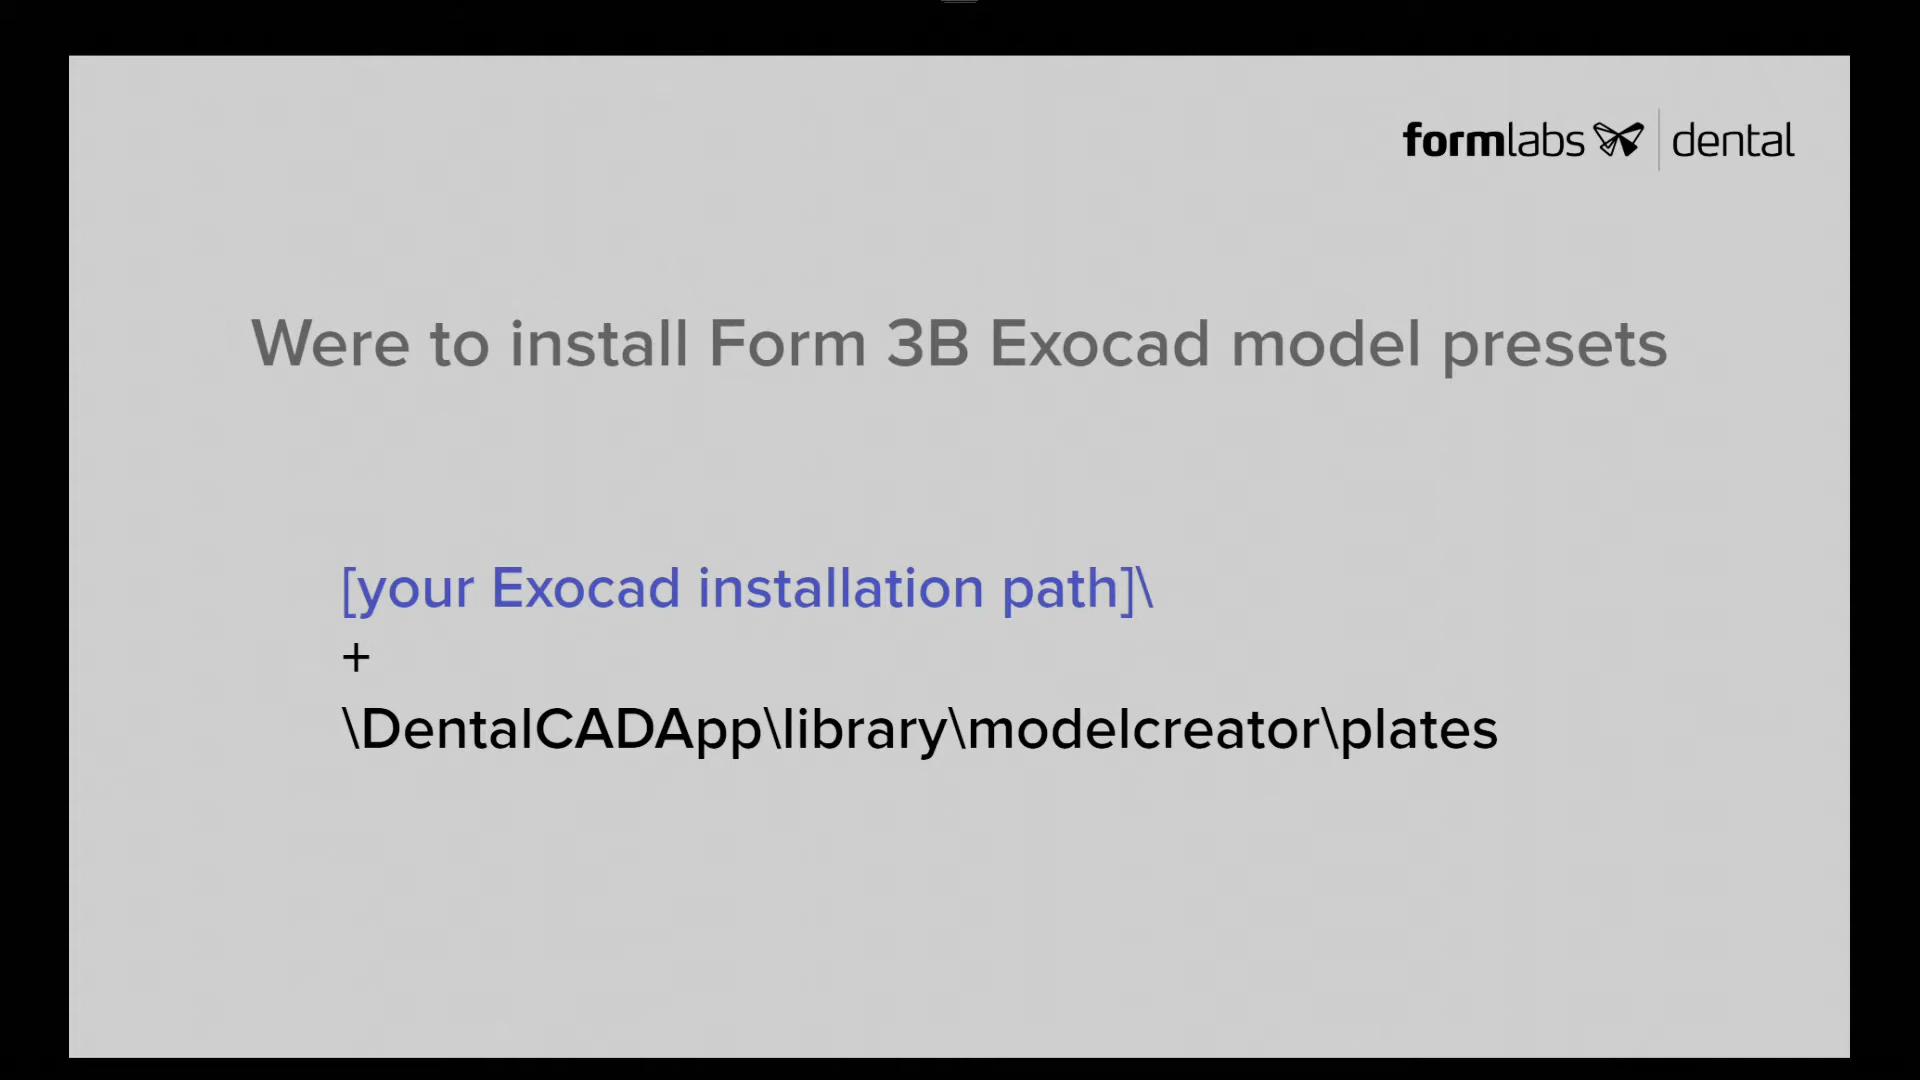 formlabs dental
Were to install Form 3B Exocad model presets
[your Exocad installation path]\
+
\DentalCADApp\library\modelcreator\plates